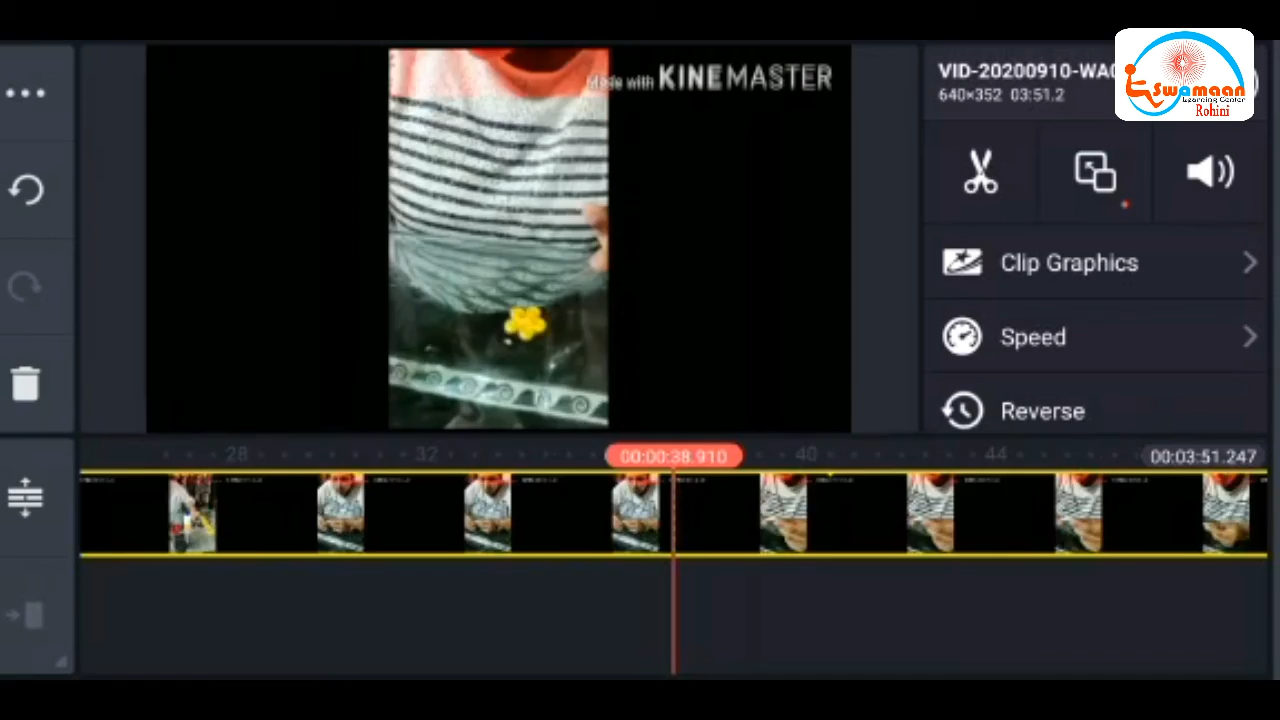 Made with KINEMASTER
VID-20200910-WA0
640×352 03:51.2
Swamaan
Learning Center
Rohini
Clip Graphics
Speed
Reverse
28
32
00:00:38.910
40
44
00:03:51.247